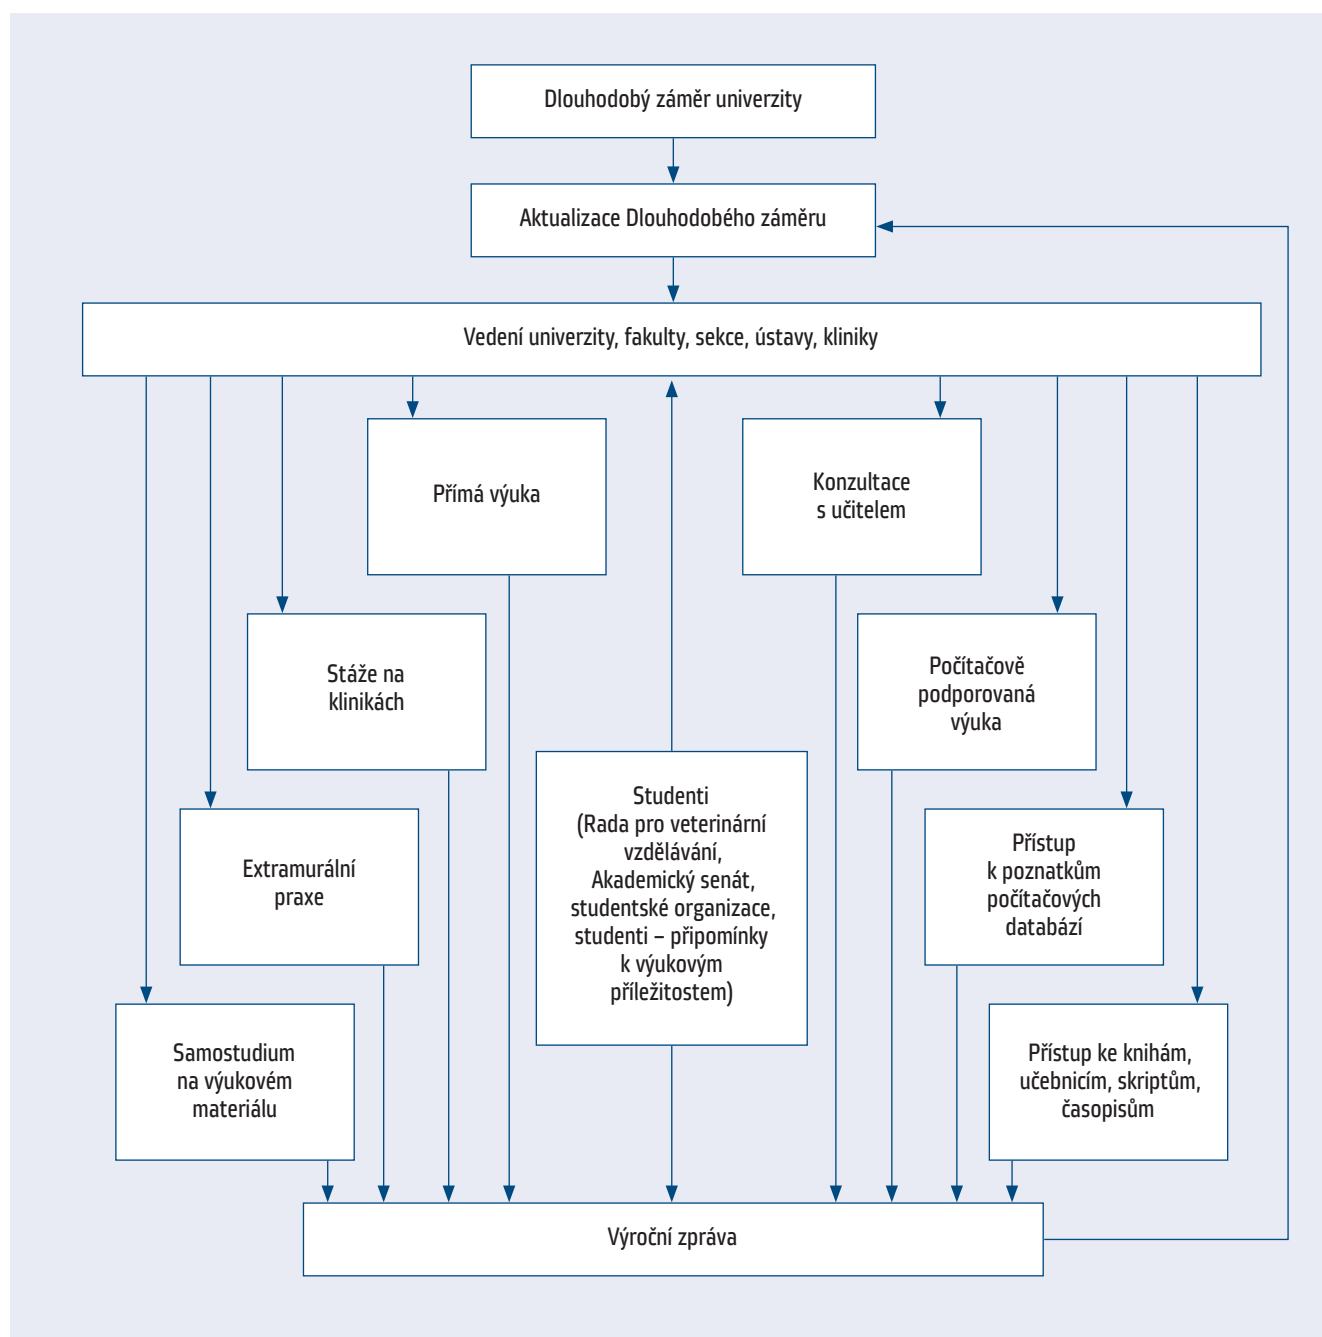 Dlouhodobý záměr univerzity
Aktualizace Dlouhodobého záměru
Vedení univerzity, fakulty, sekce, ústavy, kliniky
Přímá výuka
Konzultace
s učitelem
Stáže na
klinikách
Počítačově
podporovaná
výuka
Studenti
(Rada pro veterinární
vzdělávání,
Akademický senát,
studentské organizace,
studenti – připomínky
k výukovým
příležitostem)
Extramurální
praxe
Přístup
k poznatkům
počítačových
databází
Samostudium
na výukovém
materiálu
Přístup ke knihám,
učebnicím, skriptům,
časopisům
Výroční zpráva